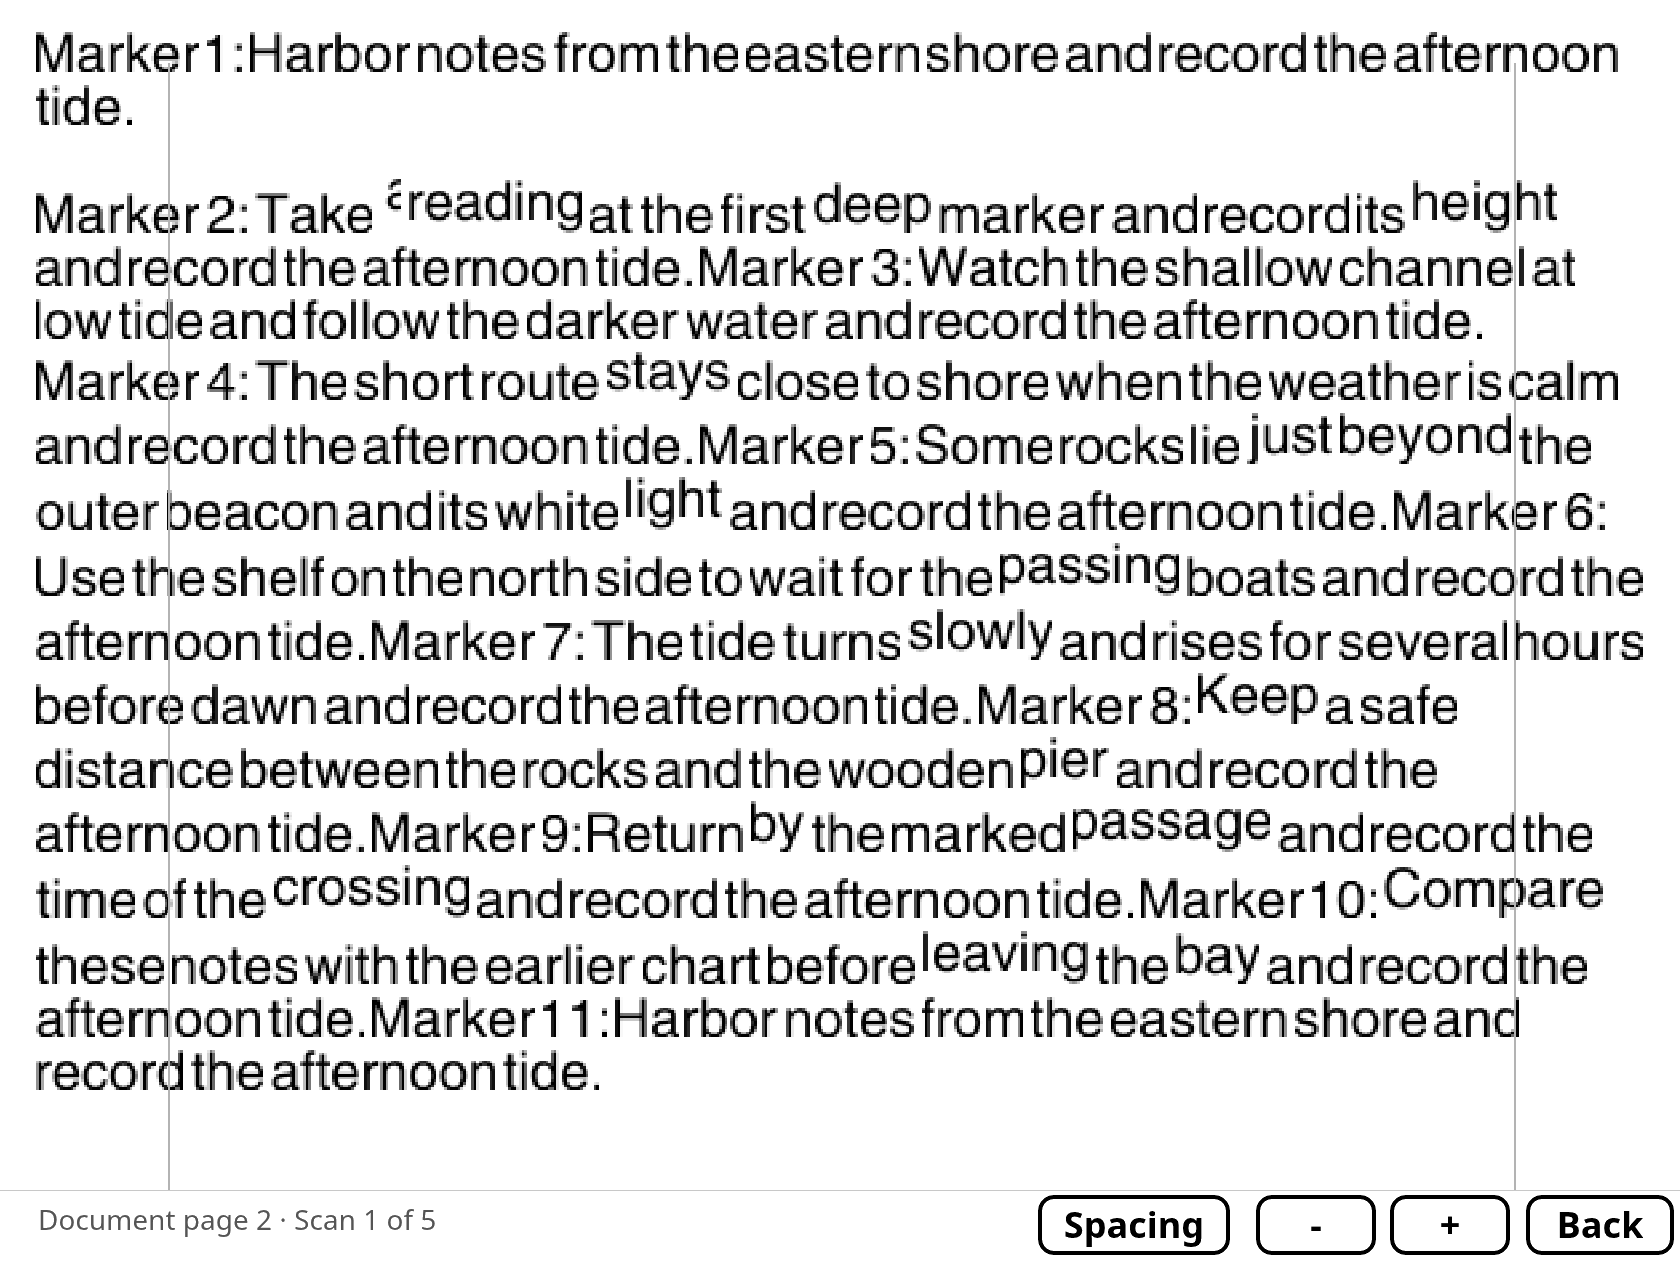 Marker 1: Harbor notes from the eastern shore and record the afternoon
tide.
Marker 2: Take reading at the first deep marker and record its height
and record the afternoon tide. Marker 3: Watch the shallow channel at
low tide and follow the darker water and record the afternoon tide.
Marker 4: The short route stays close to shore when the weather is calm
and record the afternoon tide. Marker 5: Some rocks lie just beyond the
outer beacon and its white light and record the afternoon tide. Marker 6:
Use the shelf on the north side to wait for the passing boats and record the
afternoon tide. Marker 7: The tide turns slowly and rises for several hours
before dawn and record the afternoon tide. Marker 8: Keep a safe
distance between the rocks and the wooden pier and record the
afternoon tide. Marker 9: Return by the marked passage and record the
time of the crossing and record the afternoon tide. Marker 10: Compare
these notes with the earlier chart before leaving the bay and record the
afternoon tide. Marker 11: Harbor notes from the eastern shore and
record the afternoon tide.
Document page 2 · Scan 1 of 5
Spacing - + Back